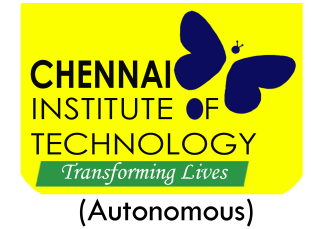 CHENNAI
INSTITUTE OF
TECHNOLOGY
Transforming Lives
(Autonomous)